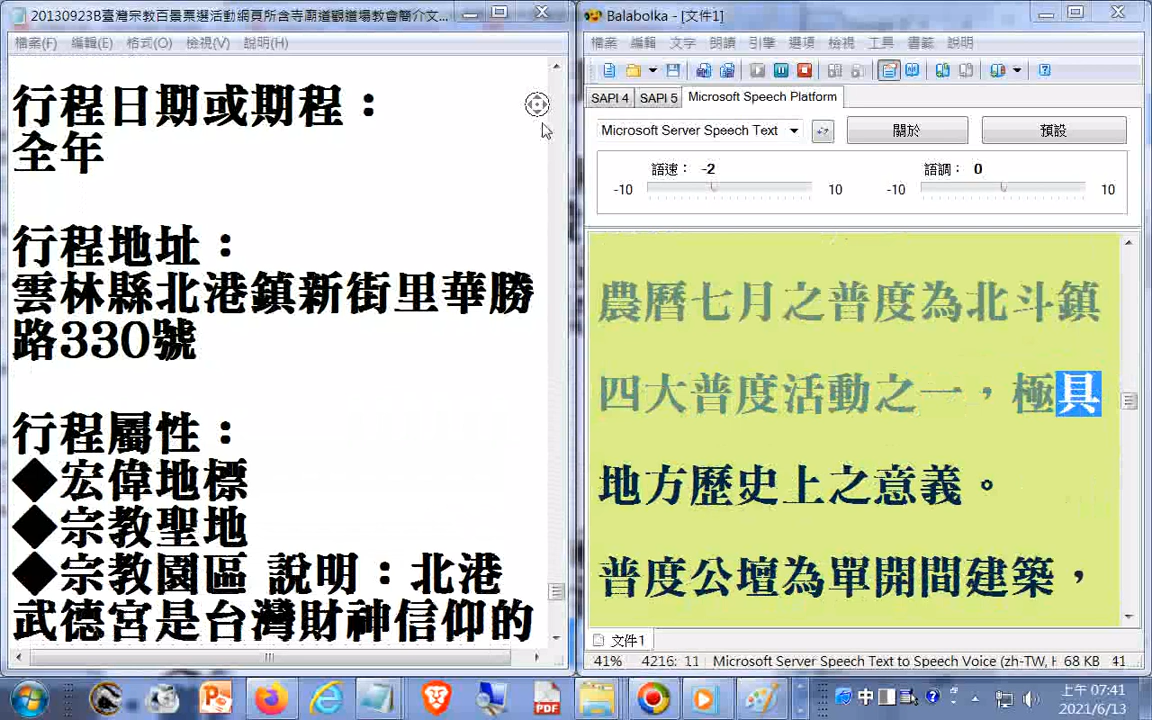 20130923B臺灣宗教百景票選活動網頁所含寺廟道觀道場教會簡介文...
檔案(F) 編輯(E) 格式(O) 檢視(V) 說明(H)
行程日期或期程：
全年
行程地址：
雲林縣北港鎮新街里華勝
路330號
行程屬性：
◆宏偉地標
◆宗教聖地
◆宗教園區 說明：北港
武德宮是台灣財神信仰的
Balabolka - [文件1]
檔案 編輯 文字 朗讀 引擎 選項 檢視 工具 書籤 說明
SAPI 4 SAPI 5 Microsoft Speech Platform
Microsoft Server Speech Text 關於 預設
語速： -2 語調： 0
-10 10 -10 10
農曆七月之普度為北斗鎮
四大普度活動之一，極具
地方歷史上之意義。
普度公壇為單開間建築，
文件1
41% 4216: 11 Microsoft Server Speech Text to Speech Voice (zh-TW, H 68 KB 41
中 上午 07:41
2021/6/13